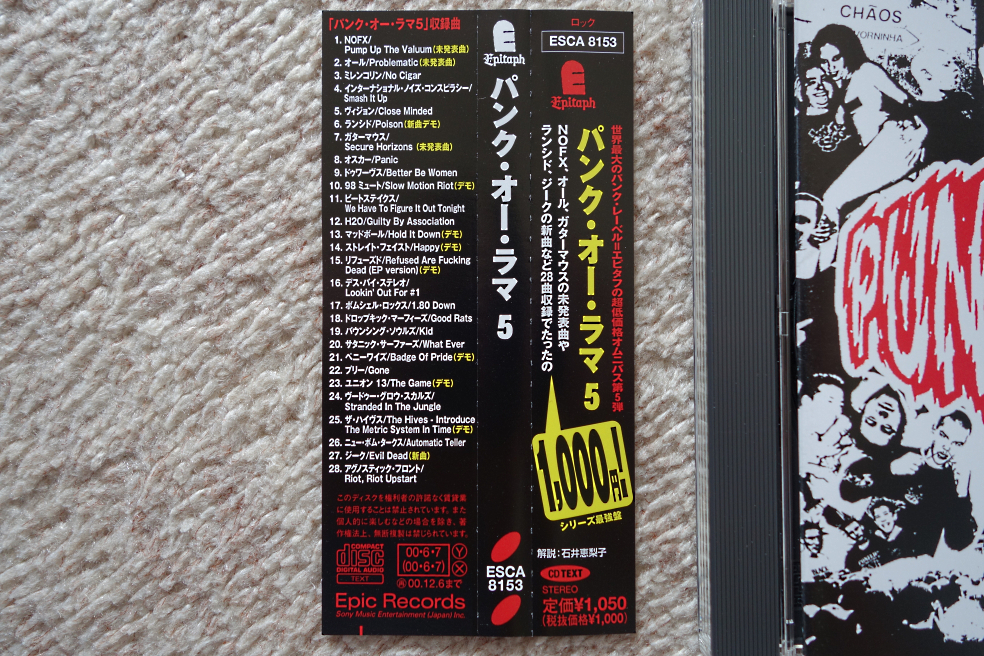 「パンク・オー・ラマ5」収録曲
1. NOFX/
Pump Up The Valuum(未発表曲)
2. オール/Problematic(未発表曲)
3. ミレンコリン/No Cigar
4. インターナショナル・ノイズ・コンスピラシー/
Smash It Up
5. ヴィジョン/Close Minded
6. ランシド/Poison(新曲デモ)
7. ガターマウス/
Secure Horizons (未発表曲)
8. オスカー/Panic
9. ドゥワーヴス/Better Be Women
10. 98 ミュート/Slow Motion Riot(デモ)
11. ビートステイクス/
We Have To Figure It Out Tonight
12. H2O/Guilty By Association
13. マッドボール/Hold It Down(デモ)
14. ストレイト・フェイスト/Happy(デモ)
15. リフューズド/Refused Are Fucking
Dead (EP version)(デモ)
16. デス・バイ・ステレオ/
Lookin' Out For #1
17. ボムシェル・ロックス/1.80 Down
18. ドロップキック・マーフィーズ/Good Rats
19. バウンシング・ソウルズ/Kid
20. サタニック・サーファーズ/What Ever
21. ペニーワイズ/Badge Of Pride(デモ)
22. プリー/Gone
23. ユニオン 13/The Game(デモ)
24. ヴードゥー・グロウ・スカルズ/
Stranded In The Jungle
25. ザ・ハイヴス/The Hives - Introduce
The Metric System In Time(デモ)
26. ニュー・ボム・タークス/Automatic Teller
27. ジーク/Evil Dead(新曲)
28. アグノスティック・フロント/
Riot, Riot Upstart
このディスクを権利者の許諾なく賃貸業
に使用することは禁止されています。また
個人的に楽しむなどの場合を除き、著
作権法上、無断複製は禁じられています。
COMPACT
disc
DIGITAL AUDIO
TEXT
00・6・7
(00・6・7)
Y
X
再00.12.6まで
Epic Records
Sony Music Entertainment (Japan) Inc.
Epitaph
パンク・オー・ラマ 5
ESCA
8153
ロック
ESCA 8153
Epitaph
世界最大のパンク・レーベル=エピタフの超低価格オムニバス第5弾
パンク・オー・ラマ 5
NOFX、オール、ガターマウスの未発表曲や
ランシド、ジークの新曲など28曲収録でたったの
1,000円!
シリーズ最強盤
解説:石井恵梨子
CD TEXT
STEREO
定価¥1,050
(税抜価格¥1,000)
CHÃOS
VORNINHA
PUN